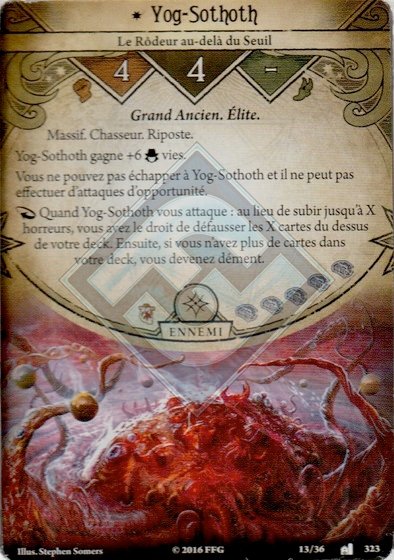 Yog-Sothoth
Le Rôdeur au-delà du Seuil
4 4 –
Grand Ancien. Élite.
Massif. Chasseur. Riposte.
Yog-Sothoth gagne +6 vies.
Vous ne pouvez pas échapper à Yog-Sothoth et il ne peut pas
effectuer d'attaques d'opportunité.
Quand Yog-Sothoth vous attaque : au lieu de subir jusqu'à X
horreurs, vous avez le droit de défausser les X cartes du dessus
de votre deck. Ensuite, si vous n'avez plus de cartes dans
votre deck, vous devenez dément.
ENNEMI
Illus. Stephen Somers © 2016 FFG 13/36 323